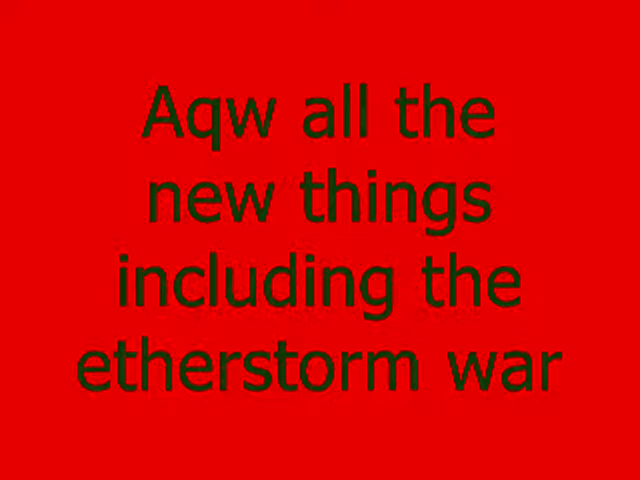 Aqw all the
new things
including the
etherstorm war